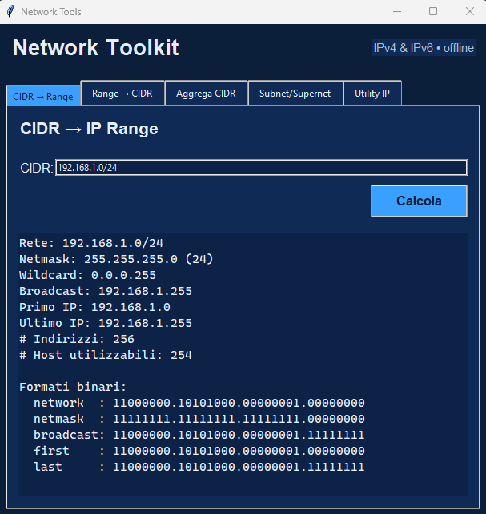 Network Tools
Network Toolkit
IPv4 & IPv6 • offline
CIDR → Range
Range → CIDR
Aggrega CIDR
Subnet/Supernet
Utility IP
CIDR → IP Range
CIDR: 192.168.1.0/24
Calcola
Rete: 192.168.1.0/24
Netmask: 255.255.255.0 (24)
Wildcard: 0.0.0.255
Broadcast: 192.168.1.255
Primo IP: 192.168.1.0
Ultimo IP: 192.168.1.255
# Indirizzi: 256
# Host utilizzabili: 254
Formati binari:
network  : 11000000.10101000.00000001.00000000
netmask  : 11111111.11111111.11111111.00000000
broadcast: 11000000.10101000.00000001.11111111
first    : 11000000.10101000.00000001.00000000
last     : 11000000.10101000.00000001.11111111